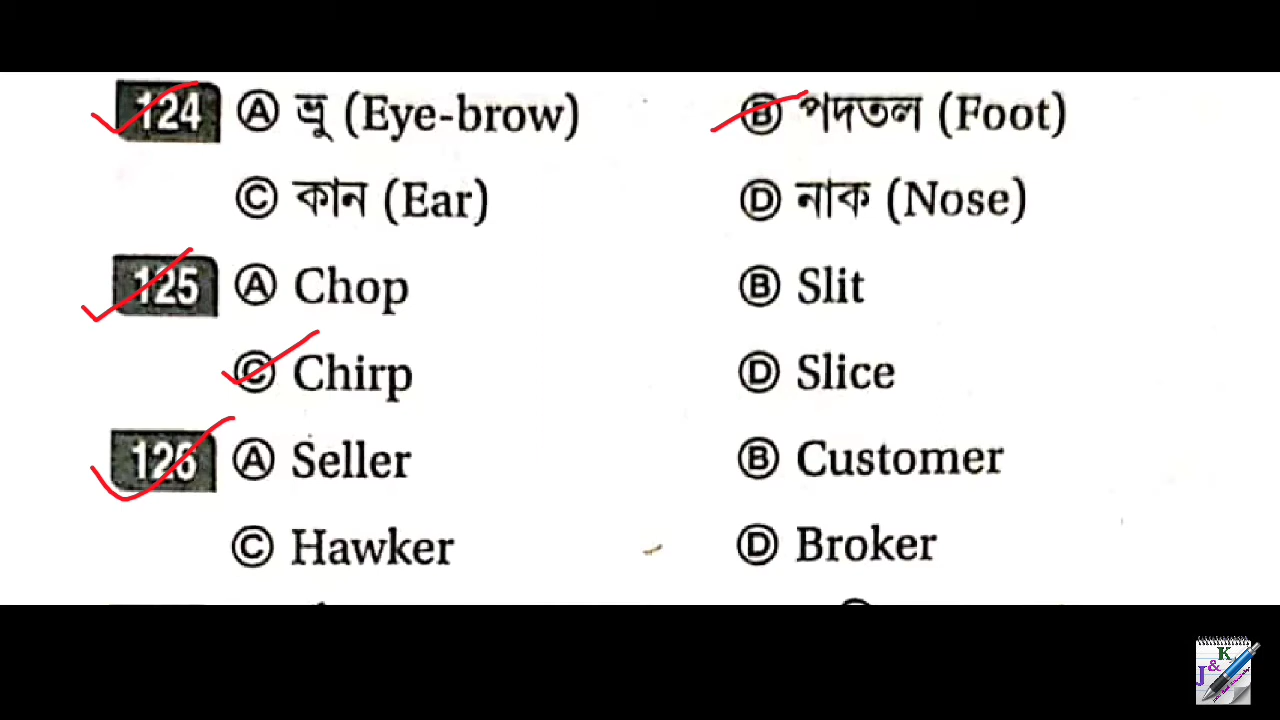 124 Ⓐ ভ্রূ (Eye-brow) Ⓑ পদতল (Foot)
Ⓒ কান (Ear) Ⓓ নাক (Nose)
125 Ⓐ Chop Ⓑ Slit
Ⓒ Chirp Ⓓ Slice
126 Ⓐ Seller Ⓑ Customer
Ⓒ Hawker Ⓓ Broker
J&K